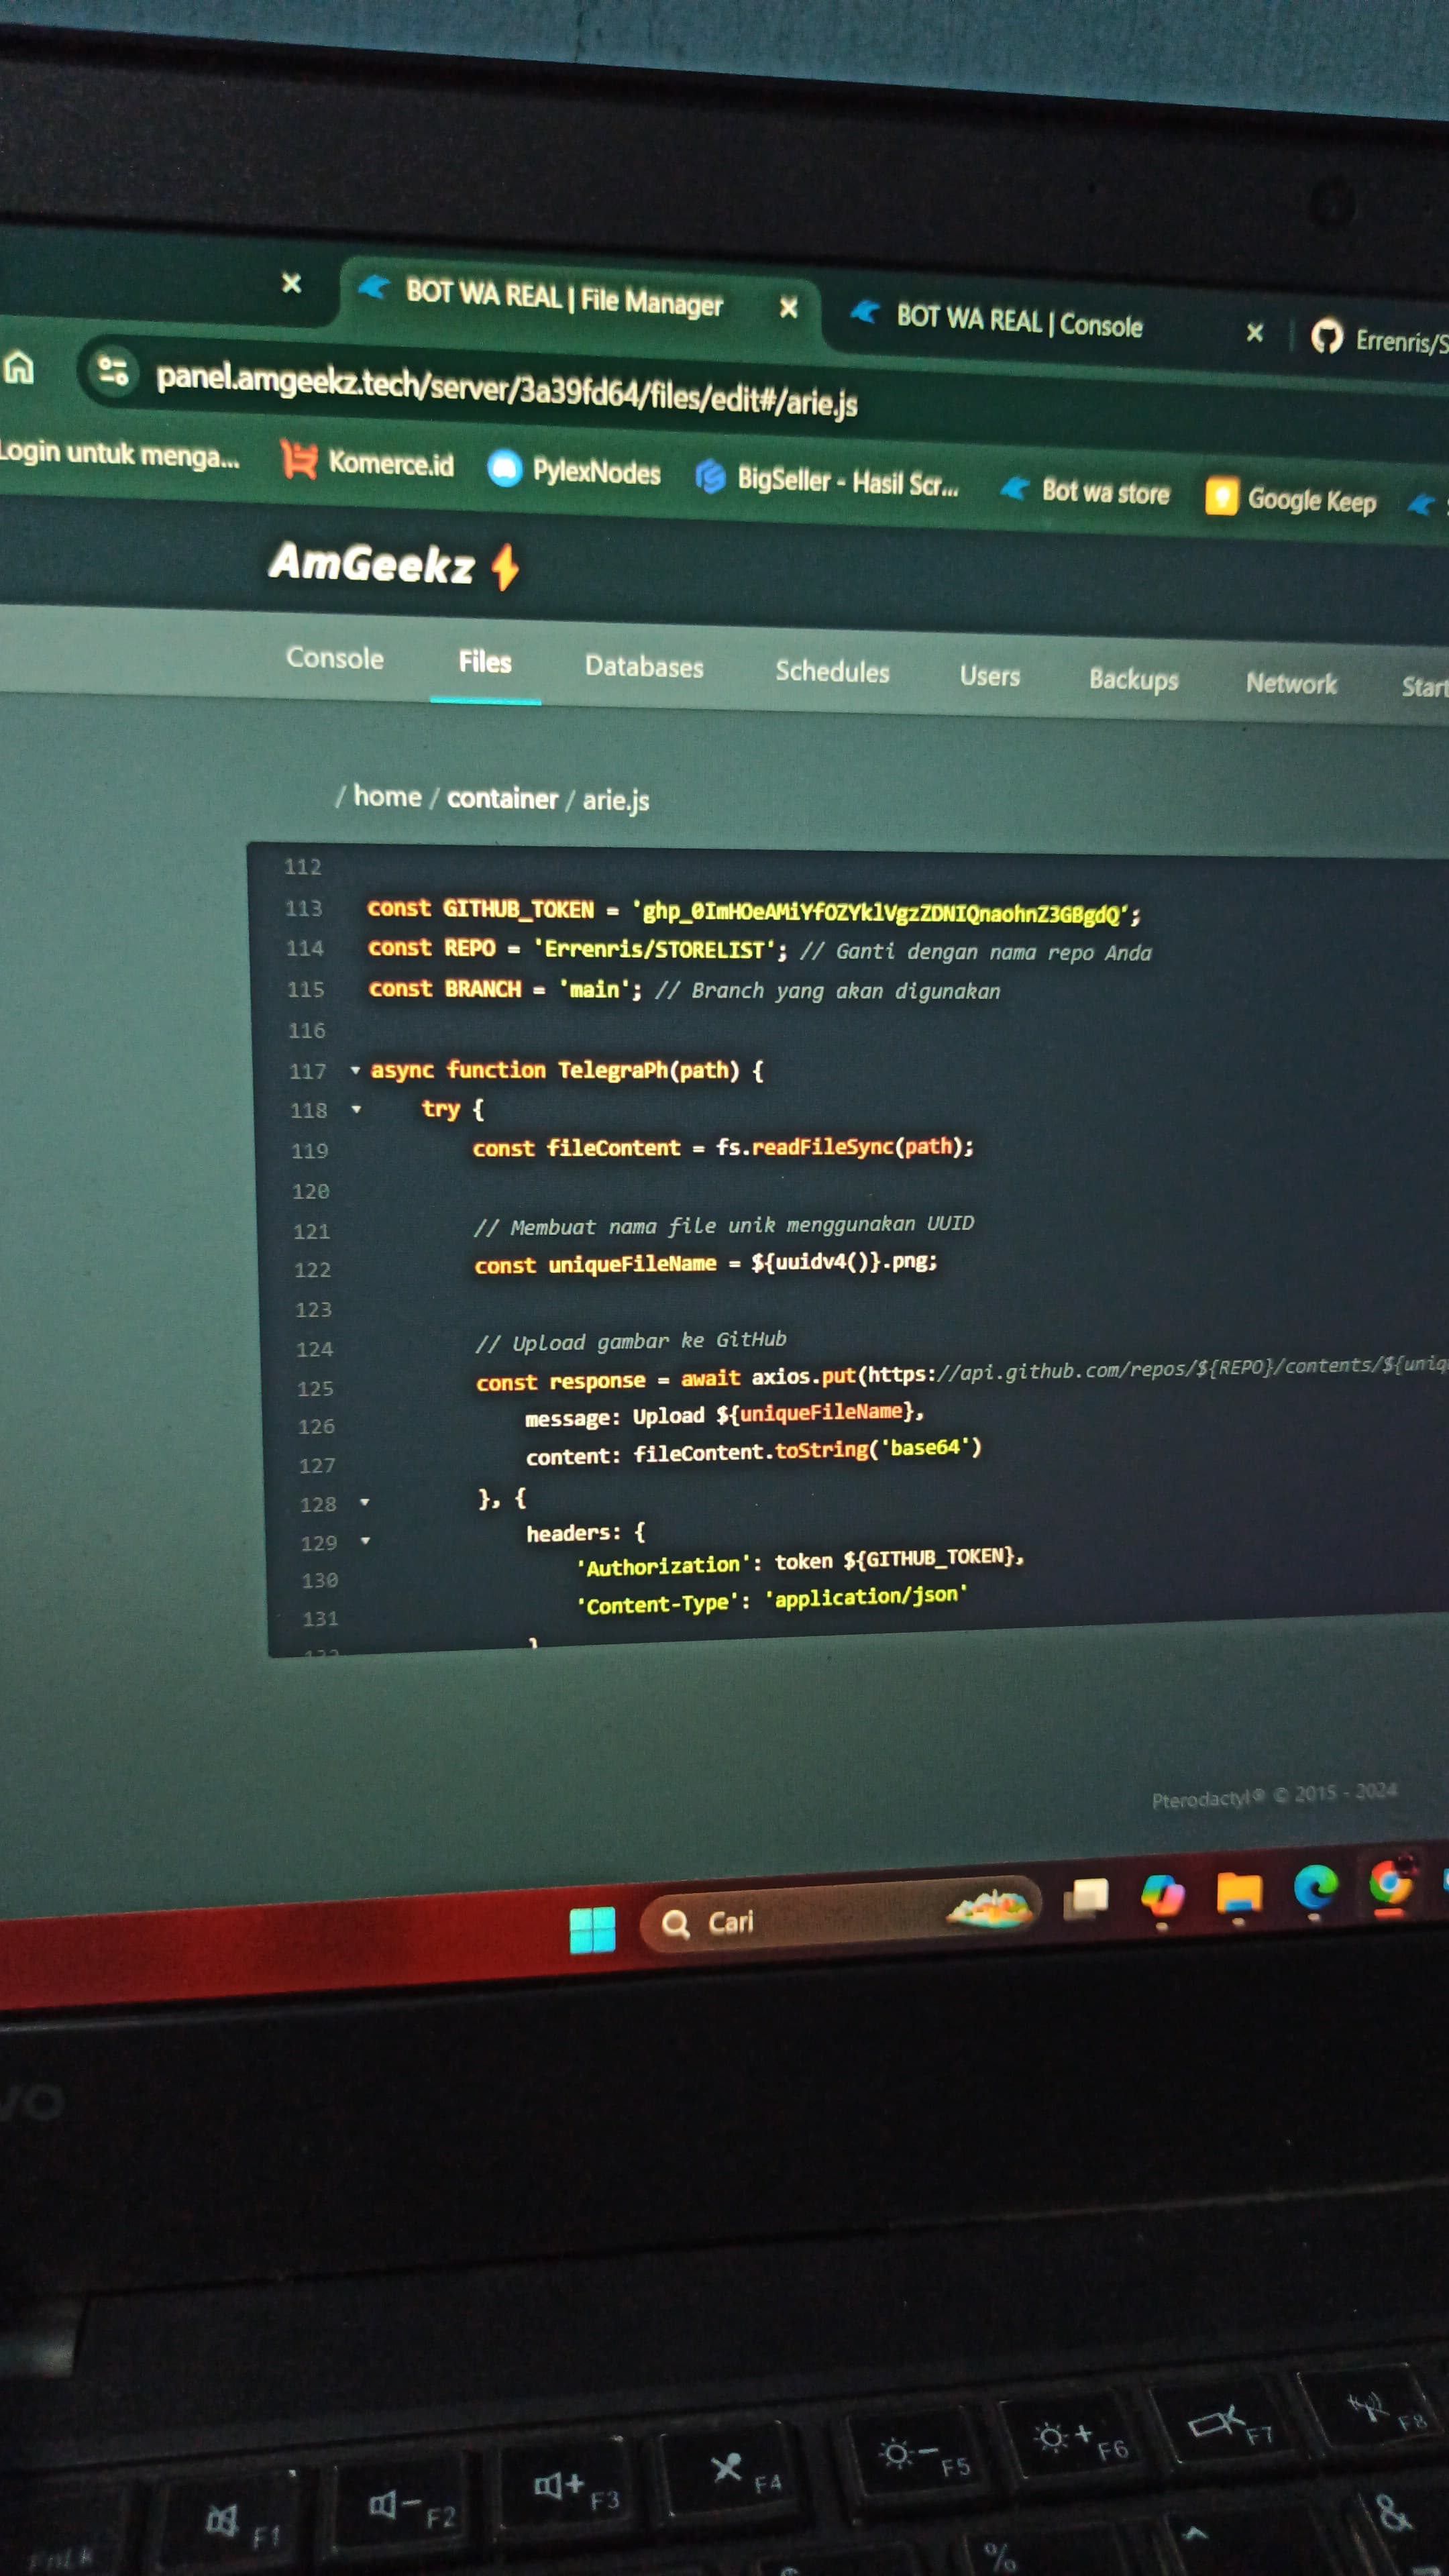 BOT WA REAL | File Manager
BOT WA REAL | Console
Errenris/S
panel.amgeekz.tech/server/3a39fd64/files/edit#/arie.js
Login untuk menga...
Komerce.id
PylexNodes
BigSeller - Hasil Scr...
Bot wa store
Google Keep
AmGeekz
Console Files Databases Schedules Users Backups Network Start
/ home / container / arie.js
112
113 const GITHUB_TOKEN = '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';
114 const REPO = 'Errenris/STORELIST'; // Ganti dengan nama repo Anda
115 const BRANCH = 'main'; // Branch yang akan digunakan
116
117 async function TelegraPh(path) {
118 try {
119 const fileContent = fs.readFileSync(path);
120
121 // Membuat nama file unik menggunakan UUID
122 const uniqueFileName = ${uuidv4()}.png;
123
124 // Upload gambar ke GitHub
125 const response = await axios.put(https://api.github.com/repos/${REPO}/contents/${uniq
126 message: Upload ${uniqueFileName},
127 content: fileContent.toString('base64')
128 }, {
129 headers: {
130 'Authorization': token ${GITHUB_TOKEN},
131 'Content-Type': 'application/json'
132 }
Pterodactyl® © 2015 - 2024
Cari
VO
FnLk F1 F2 F3 F4 F5 F6 F7 F8
% ^ &